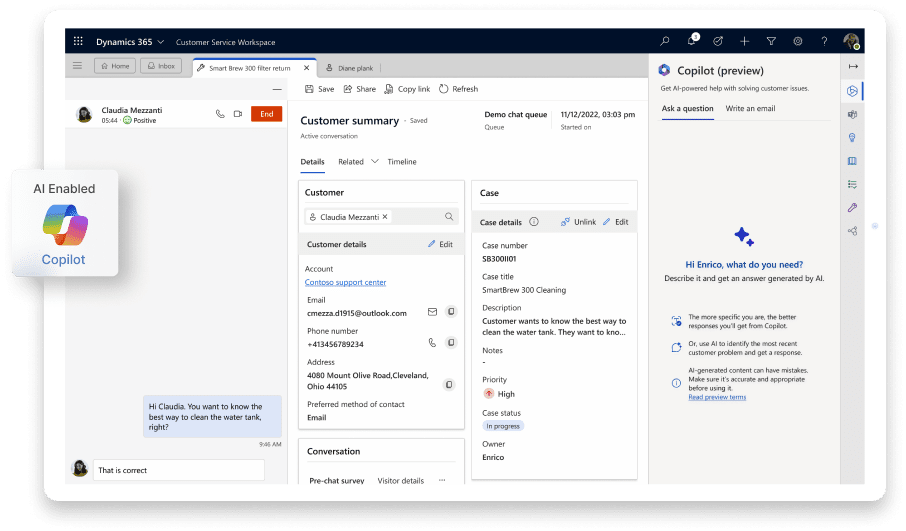 Dynamics 365
Customer Service Workspace
1
?
Home
Inbox
Smart Brew 300 filter return
Diane plank
Claudia Mezzanti
05:44 · Positive
End
Hi Claudia. You want to know the
best way to clean the water tank,
right?
9:46 AM
That is correct
AI Enabled
Copilot
Save
Share
Copy link
Refresh
Customer summary - Saved
Active conversation
Demo chat queue
Queue
11/12/2022, 03:03 pm
Started on
Details
Related
Timeline
Customer
Claudia Mezzanti
Customer details
Edit
Account
Contoso support center
Email
cmezza.d1915@outlook.com
Phone number
+413456789234
Address
4080 Mount Olive Road,Cleveland,
Ohio 44105
Preferred method of contact
Email
Conversation
Pre-chat survey
Visitor details
...
Case
Case details
Unlink
Edit
Case number
SB300II01
Case title
SmartBrew 300 Cleaning
Description
Customer wants to know the best way to
clean the water tank. They want to kno...
Notes
-
Priority
High
Case status
In progress
Owner
Enrico
Copilot (preview)
Get AI-powered help with solving customer issues.
Ask a question
Write an email
Hi Enrico, what do you need?
Describe it and get an answer generated by AI.
The more specific you are, the better
responses you'll get from Copilot.
Or, use AI to identify the most recent
customer problem and get a response.
AI-generated content can have mistakes.
Make sure it's accurate and appropriate
before using it.
Read preview terms